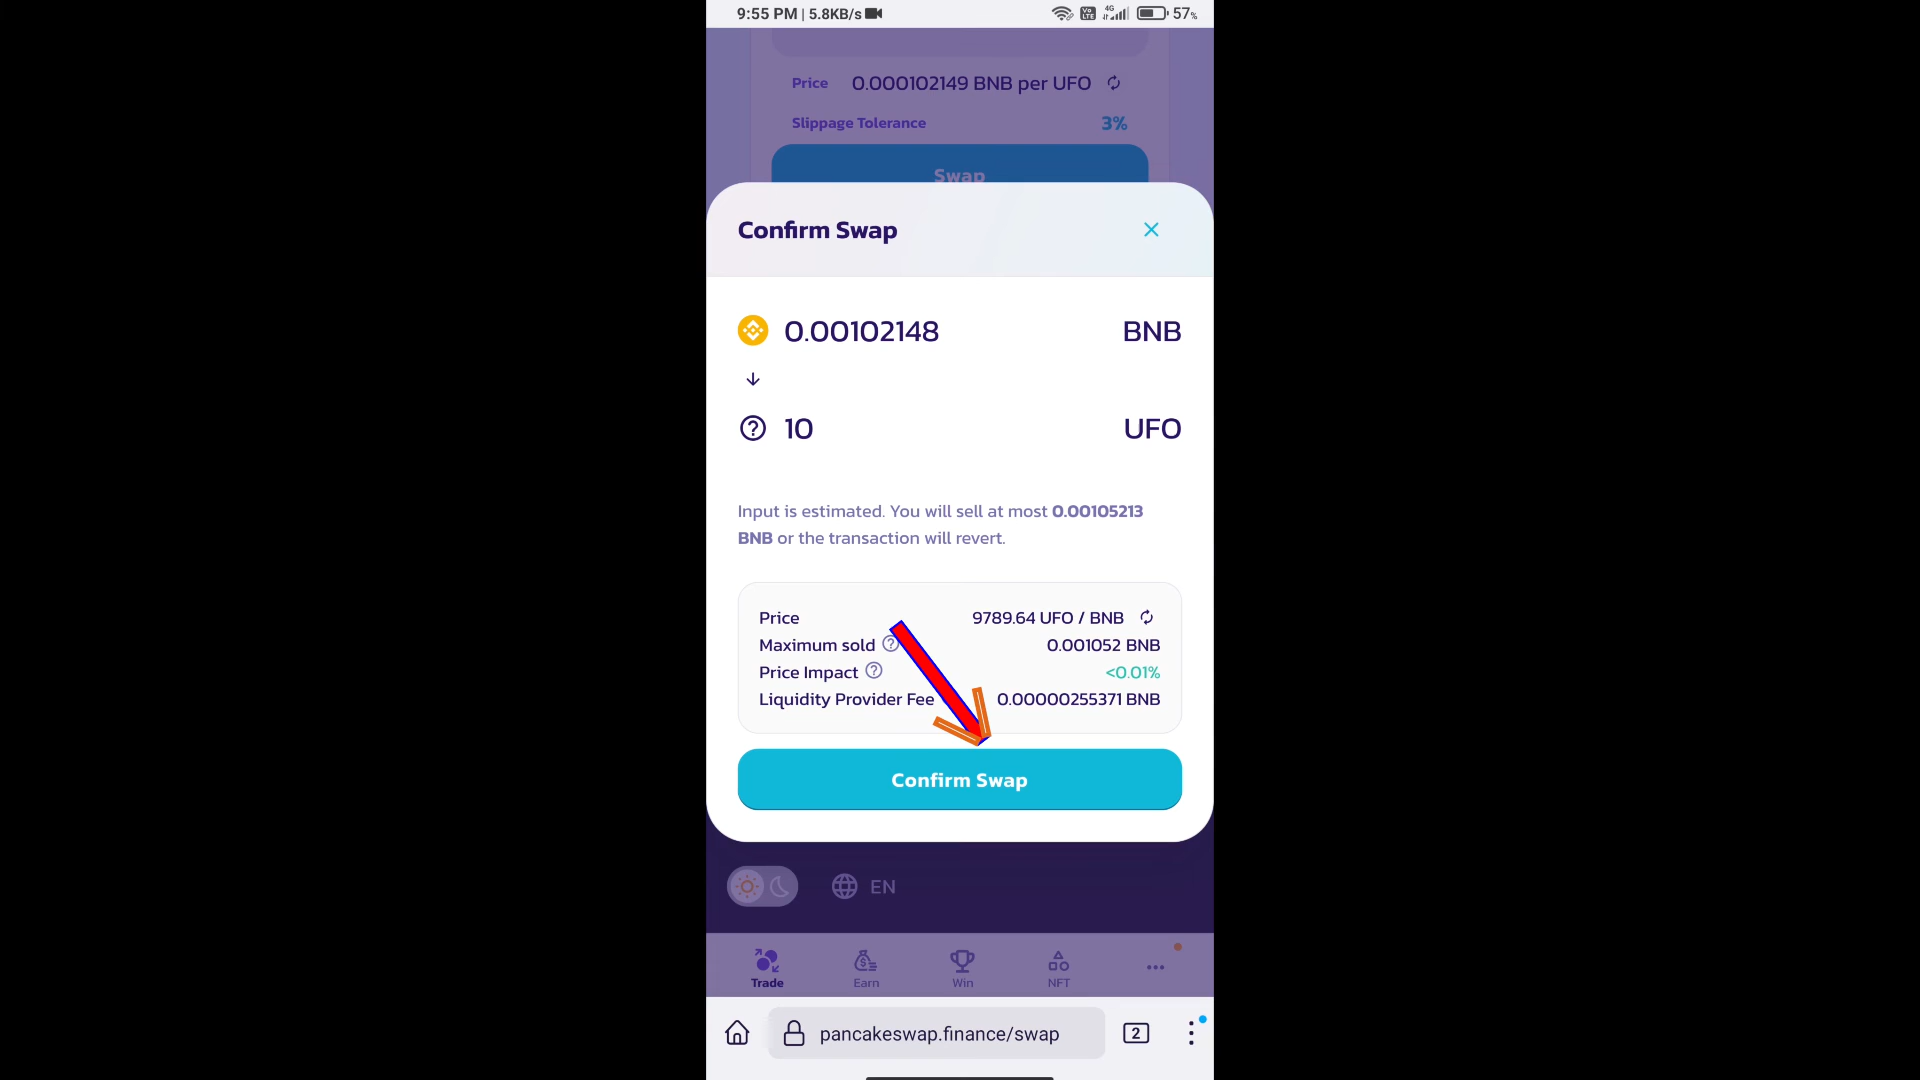 9:55 PM | 5.8KB/s Vo LTE 4G 57%
Price 0.000102149 BNB per UFO
Slippage Tolerance 3%
Swap
Confirm Swap
0.00102148 BNB
10 UFO
Input is estimated. You will sell at most 0.00105213
BNB or the transaction will revert.
Price 9789.64 UFO / BNB
Maximum sold 0.001052 BNB
Price Impact <0.01%
Liquidity Provider Fee 0.00000255371 BNB
Confirm Swap
EN
Trade Earn Win NFT
pancakeswap.finance/swap 2